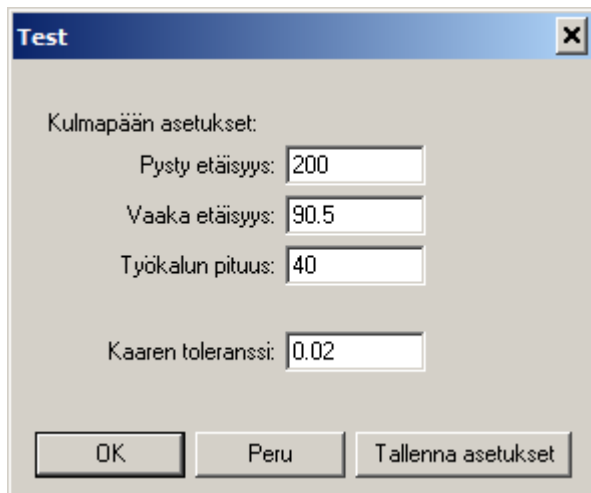 Test
Kulmapään asetukset:
Pysty etäisyys: 200
Vaaka etäisyys: 90.5
Työkalun pituus: 40
Kaaren toleranssi: 0.02
OK Peru Tallenna asetukset